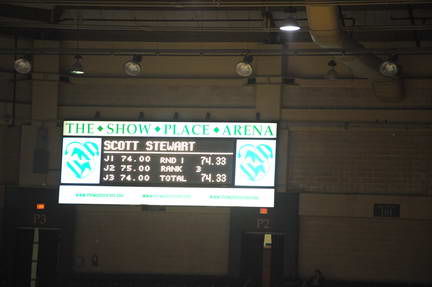 THE ◆ SHOW ◆ PLACE ◆ ARENA
SCOTT STEWART
J1 74.00 RND 1 74.33
J2 75.00 RANK 3
J3 74.00 TOTAL 74.33
P3
P2